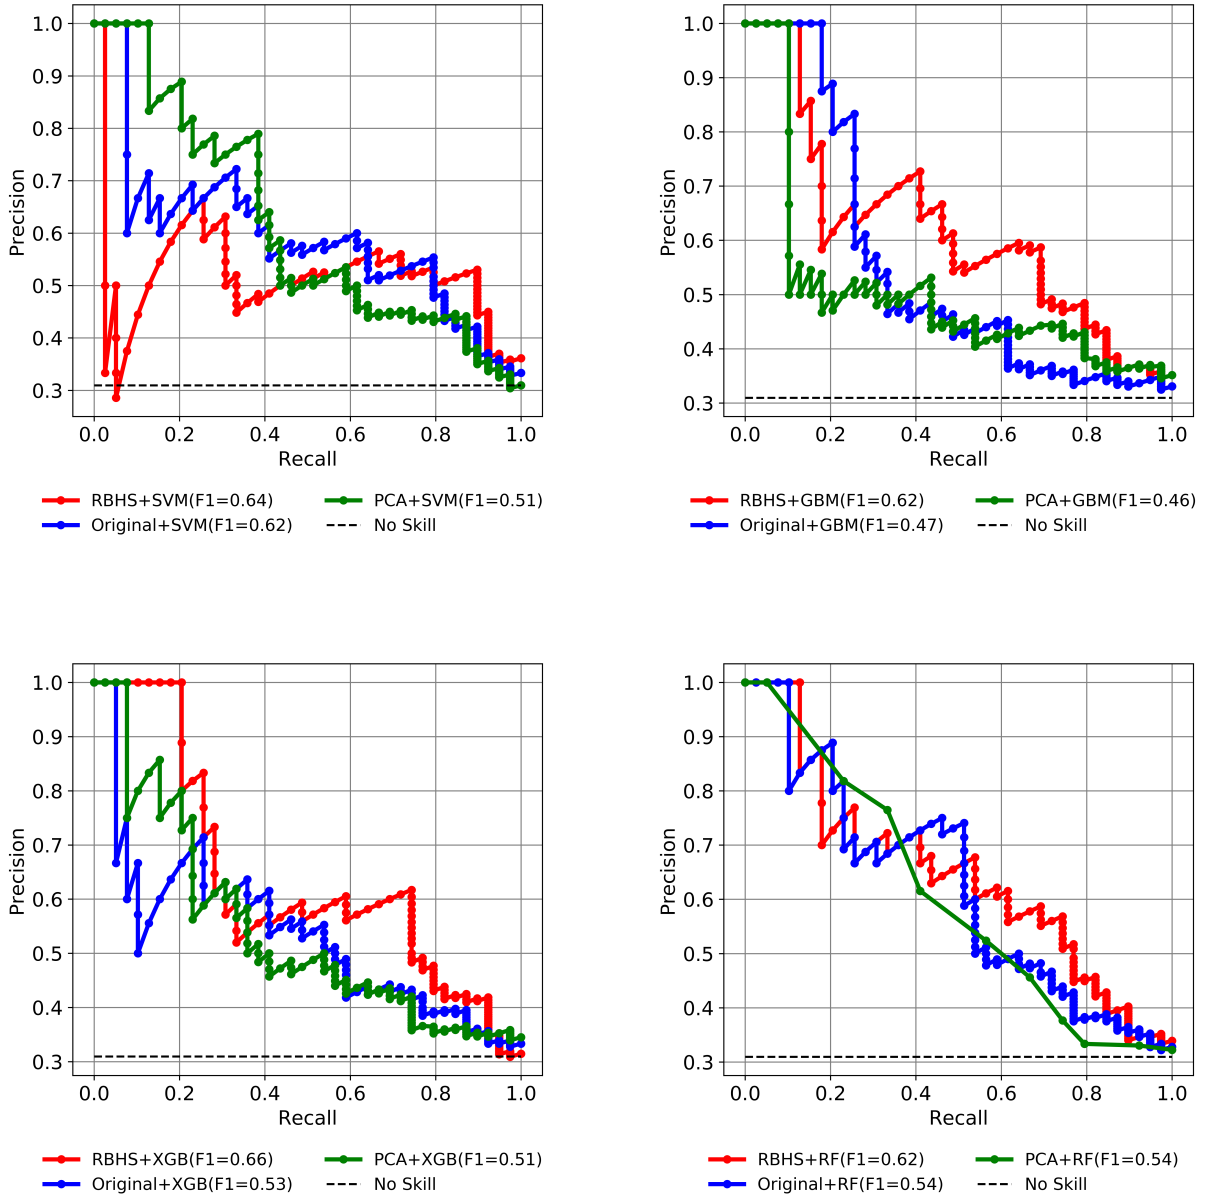 1.0
0.9
0.8
0.7
0.6
0.5
0.4
0.3
Precision
0.0 0.2 0.4 0.6 0.8 1.0
Recall
RBHS+SVM(F1=0.64) PCA+SVM(F1=0.51)
Original+SVM(F1=0.62) No Skill
1.0
0.9
0.8
0.7
0.6
0.5
0.4
0.3
Precision
0.0 0.2 0.4 0.6 0.8 1.0
Recall
RBHS+GBM(F1=0.62) PCA+GBM(F1=0.46)
Original+GBM(F1=0.47) No Skill
1.0
0.9
0.8
0.7
0.6
0.5
0.4
0.3
Precision
0.0 0.2 0.4 0.6 0.8 1.0
Recall
RBHS+XGB(F1=0.66) PCA+XGB(F1=0.51)
Original+XGB(F1=0.53) No Skill
1.0
0.9
0.8
0.7
0.6
0.5
0.4
0.3
Precision
0.0 0.2 0.4 0.6 0.8 1.0
Recall
RBHS+RF(F1=0.62) PCA+RF(F1=0.54)
Original+RF(F1=0.54) No Skill